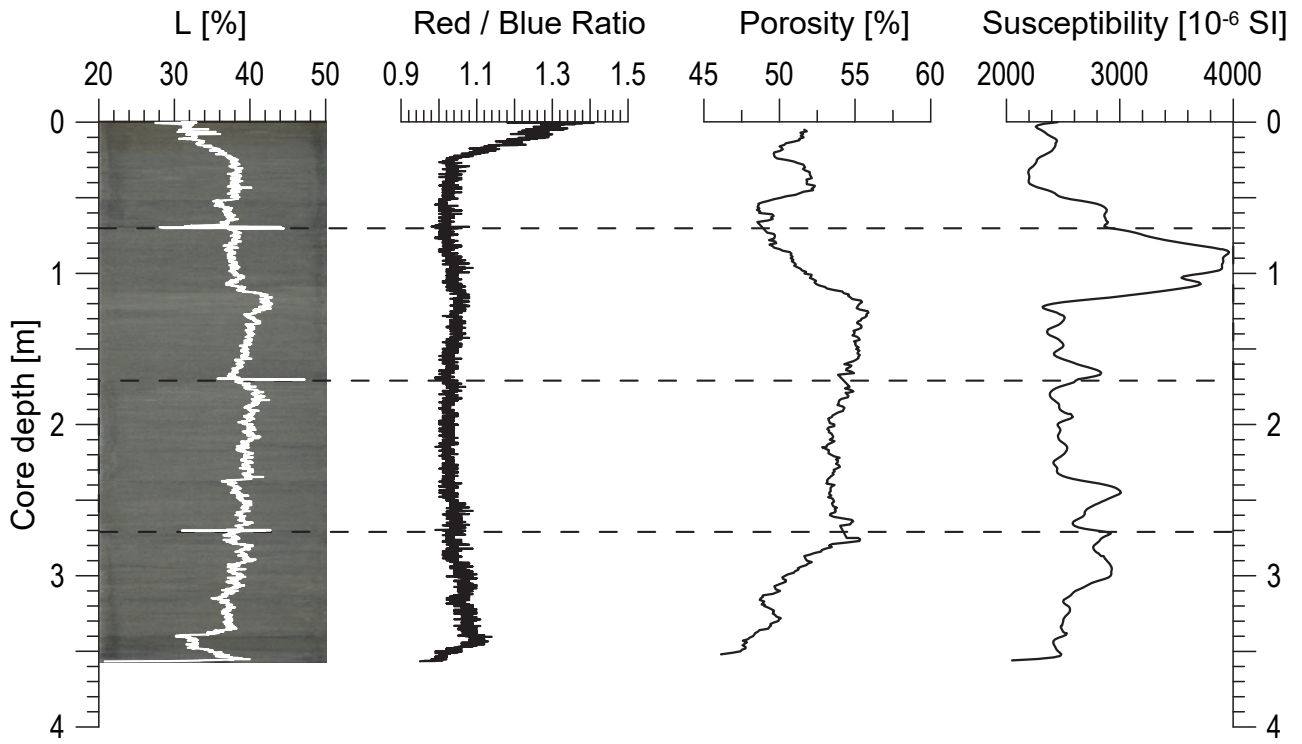 L [%] Red / Blue Ratio Porosity [%] Susceptibility [10⁻⁶ SI]
20 30 40 50 0.9 1.1 1.3 1.5 45 50 55 60 2000 3000 4000
0 0
1 1
Core depth [m]
2 2
3 3
4 4